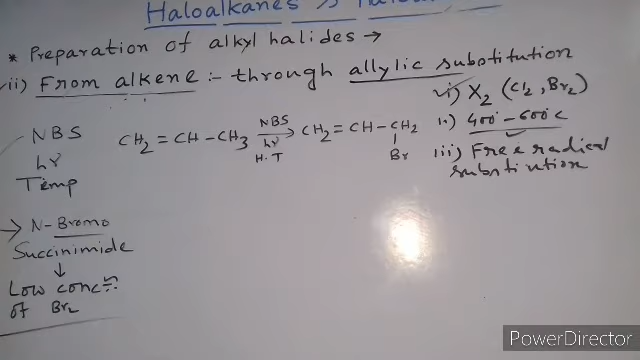 Haloalkanes
* Preparation of alkyl halides →
ii) From alkene :- through allylic substitution
i) X2 (Cl2, Br2)
ii) 400 - 600°C
iii) Free radical
substitution
NBS
hν
Temp
CH2=CH-CH3 NBS hν H.T → CH2=CH-CH2
Br
→ N-Bromo
Succinimide
↓
Low concn
of Br2
PowerDirector